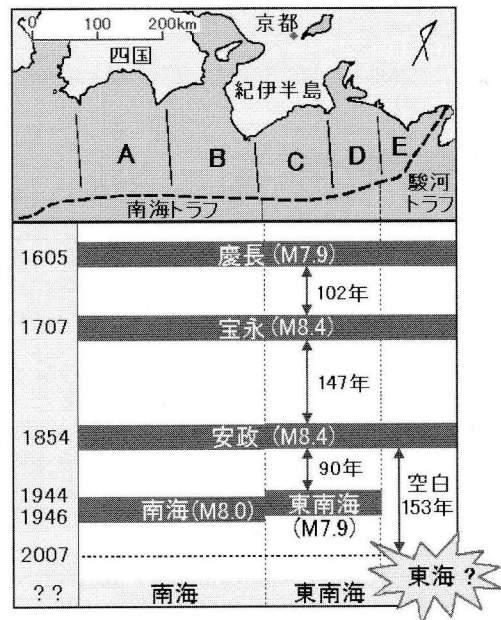 0 100 200km
京都
四国
紀伊半島
A B C D E
駿河
トラフ
南海トラフ
1605 慶長(M7.9)
102年
1707 宝永(M8.4)
147年
1854 安政(M8.4)
90年
空白
153年
1944
1946
南海(M8.0)
東南海
(M7.9)
2007
東海?
?? 南海 東南海